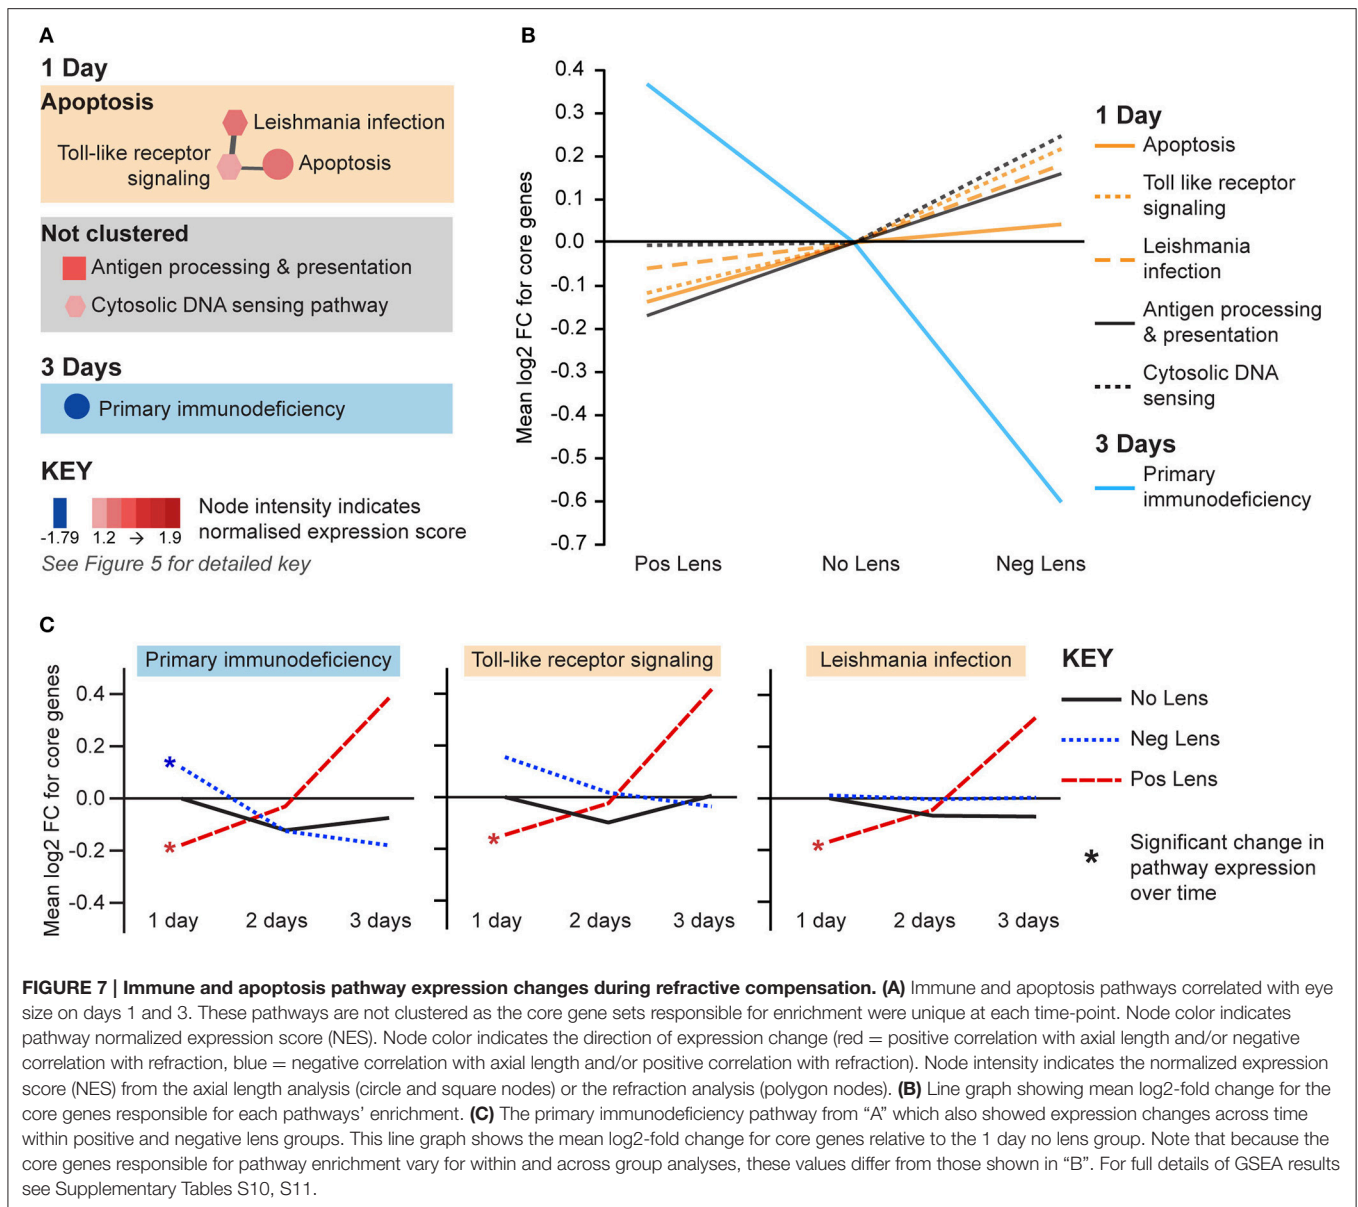 A
1 Day
Apoptosis
Leishmania infection
Toll-like receptor
signaling
Apoptosis
Not clustered
Antigen processing & presentation
Cytosolic DNA sensing pathway
3 Days
Primary immunodeficiency
KEY
-1.79 1.2 → 1.9
Node intensity indicates
normalised expression score
See Figure 5 for detailed key
B
Mean log2 FC for core genes
0.4
0.3
0.2
0.1
0.0
-0.1
-0.2
-0.3
-0.4
-0.5
-0.6
-0.7
Pos Lens No Lens Neg Lens
1 Day
Apoptosis
Toll like receptor
signaling
Leishmania
infection
Antigen processing
& presentation
Cytosolic DNA
sensing
3 Days
Primary
immunodeficiency
C
Mean log2 FC for core genes
0.4
0.2
0.0
-0.2
-0.4
Primary immunodeficiency
*
*
1 day 2 days 3 days
Toll-like receptor signaling
*
1 day 2 days 3 days
Leishmania infection
*
1 day 2 days 3 days
KEY
No Lens
Neg Lens
Pos Lens
* Significant change in
pathway expression
over time
FIGURE 7 | Immune and apoptosis pathway expression changes during refractive compensation. (A) Immune and apoptosis pathways correlated with eye
size on days 1 and 3. These pathways are not clustered as the core gene sets responsible for enrichment were unique at each time-point. Node color indicates
pathway normalized expression score (NES). Node color indicates the direction of expression change (red = positive correlation with axial length and/or negative
correlation with refraction, blue = negative correlation with axial length and/or positive correlation with refraction). Node intensity indicates the normalized expression
score (NES) from the axial length analysis (circle and square nodes) or the refraction analysis (polygon nodes). (B) Line graph showing mean log2-fold change for the
core genes responsible for each pathways' enrichment. (C) The primary immunodeficiency pathway from “A” which also showed expression changes across time
within positive and negative lens groups. This line graph shows the mean log2-fold change for core genes relative to the 1 day no lens group. Note that because the
core genes responsible for pathway enrichment vary for within and across group analyses, these values differ from those shown in “B”. For full details of GSEA results
see Supplementary Tables S10, S11.